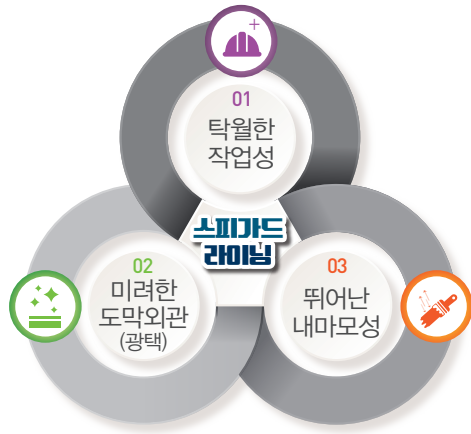 01
탁월한
작업성
스피가드
라이닝
02
미려한
도막외관
(광택)
03
뛰어난
내마모성